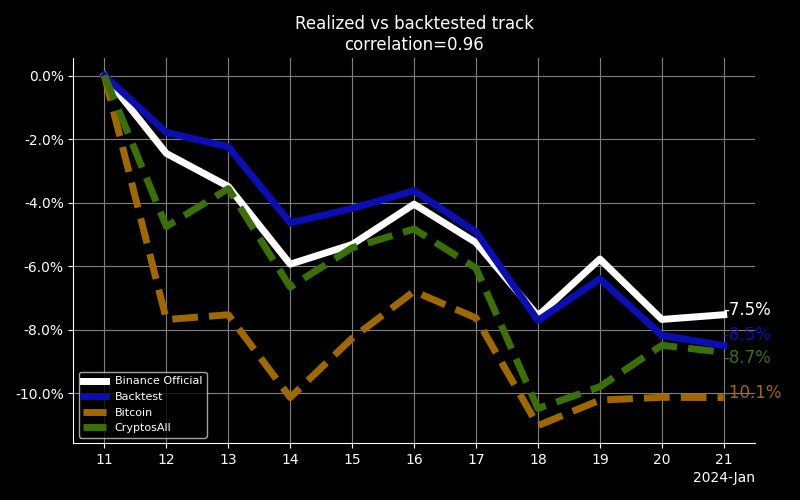 Realized vs backtested track
correlation=0.96
0.0%
-2.0%
-4.0%
-6.0%
-8.0%
-10.0%
-7.5%
-8.5%
-8.7%
-10.1%
Binance Official
Backtest
Bitcoin
CryptosAll
11 12 13 14 15 16 17 18 19 20 21
2024-Jan